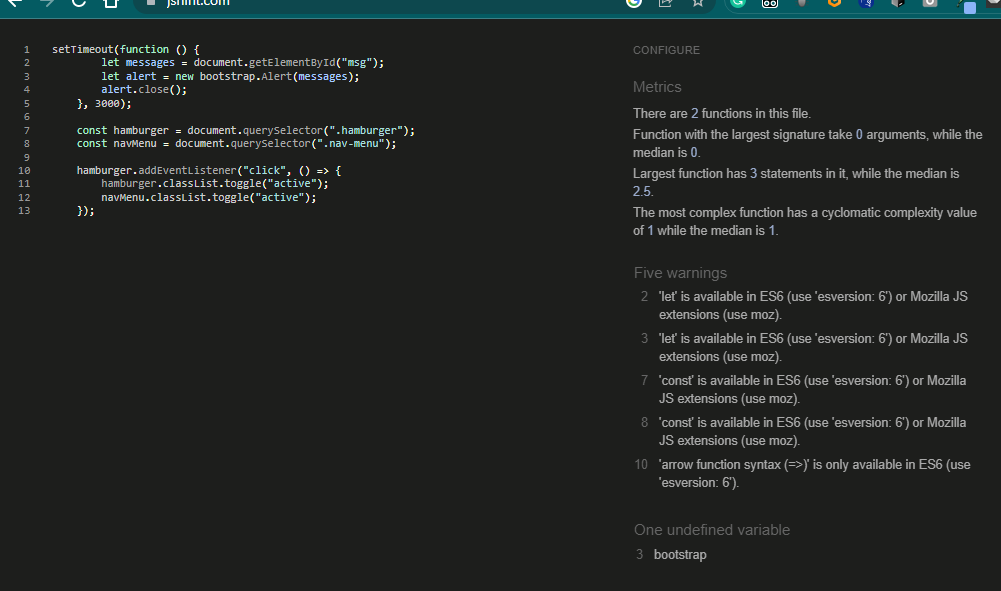 jshint.com
1 setTimeout(function () {
2 let messages = document.getElementById("msg");
3 let alert = new bootstrap.Alert(messages);
4 alert.close();
5 }, 3000);
6
7 const hamburger = document.querySelector(".hamburger");
8 const navMenu = document.querySelector(".nav-menu");
9
10 hamburger.addEventListener("click", () => {
11 hamburger.classList.toggle("active");
12 navMenu.classList.toggle("active");
13 });
CONFIGURE
Metrics
There are 2 functions in this file.
Function with the largest signature take 0 arguments, while the
median is 0.
Largest function has 3 statements in it, while the median is
2.5.
The most complex function has a cyclomatic complexity value
of 1 while the median is 1.
Five warnings
2 'let' is available in ES6 (use 'esversion: 6') or Mozilla JS
extensions (use moz).
3 'let' is available in ES6 (use 'esversion: 6') or Mozilla JS
extensions (use moz).
7 'const' is available in ES6 (use 'esversion: 6') or Mozilla
JS extensions (use moz).
8 'const' is available in ES6 (use 'esversion: 6') or Mozilla
JS extensions (use moz).
10 'arrow function syntax (=>)' is only available in ES6 (use
'esversion: 6').
One undefined variable
3 bootstrap